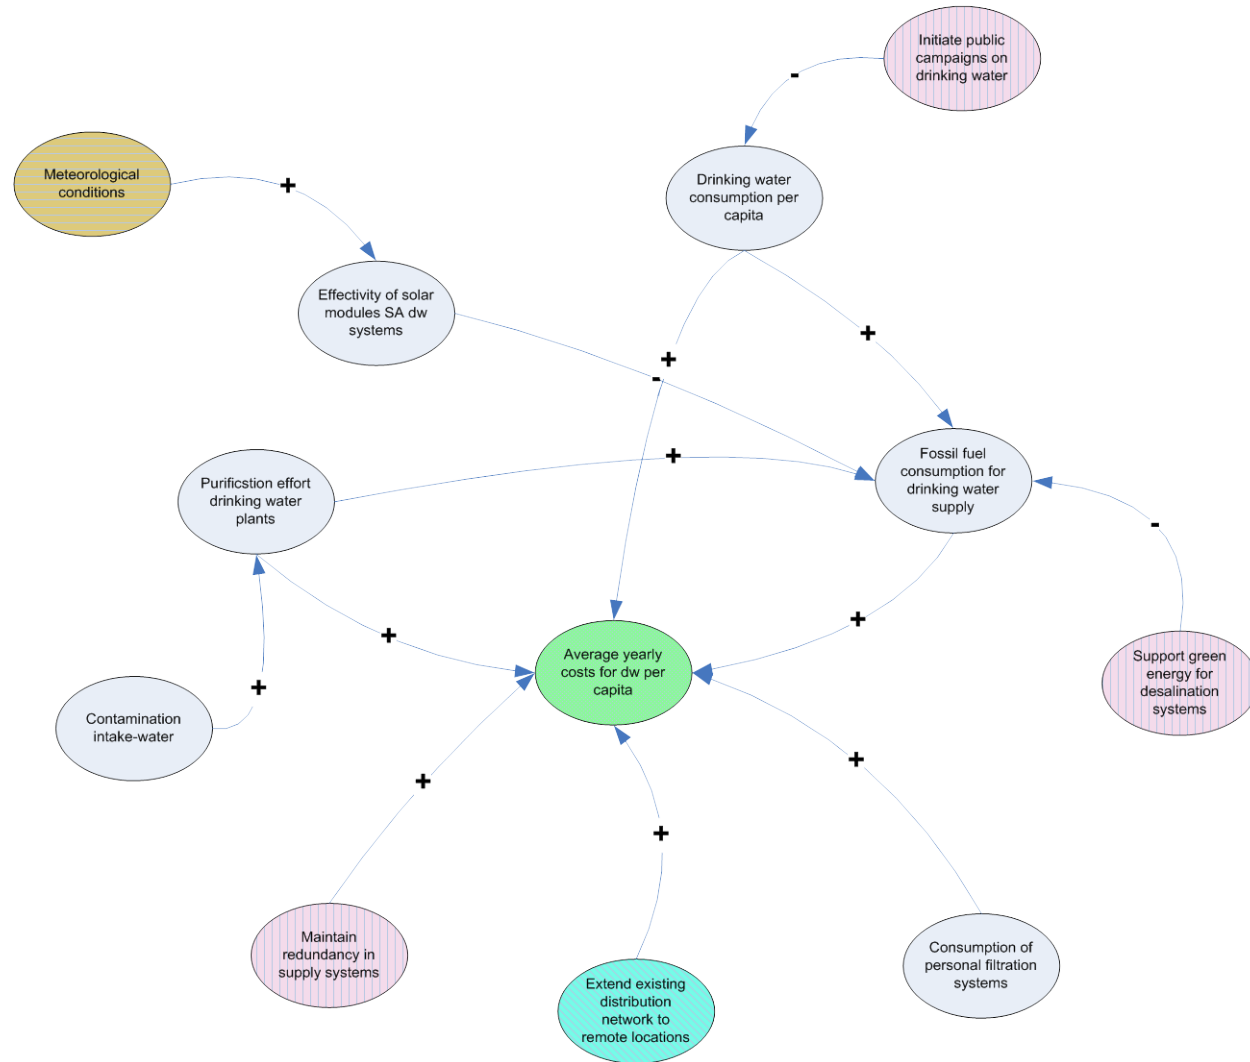 Initiate public
campaigns on
drinking water
-
Meteorological
conditions
+
Drinking water
consumption per
capita
Effectivity of solar
modules SA dw
systems
+
+
-
Purificstion effort
drinking water
plants
+
Fossil fuel
consumption for
drinking water
supply
-
+
+
Average yearly
costs for dw per
capita
Support green
energy for
desalination
systems
+
Contamination
intake-water
+
+
+
Maintain
redundancy in
supply systems
Extend existing
distribution
network to
remote locations
Consumption of
personal filtration
systems